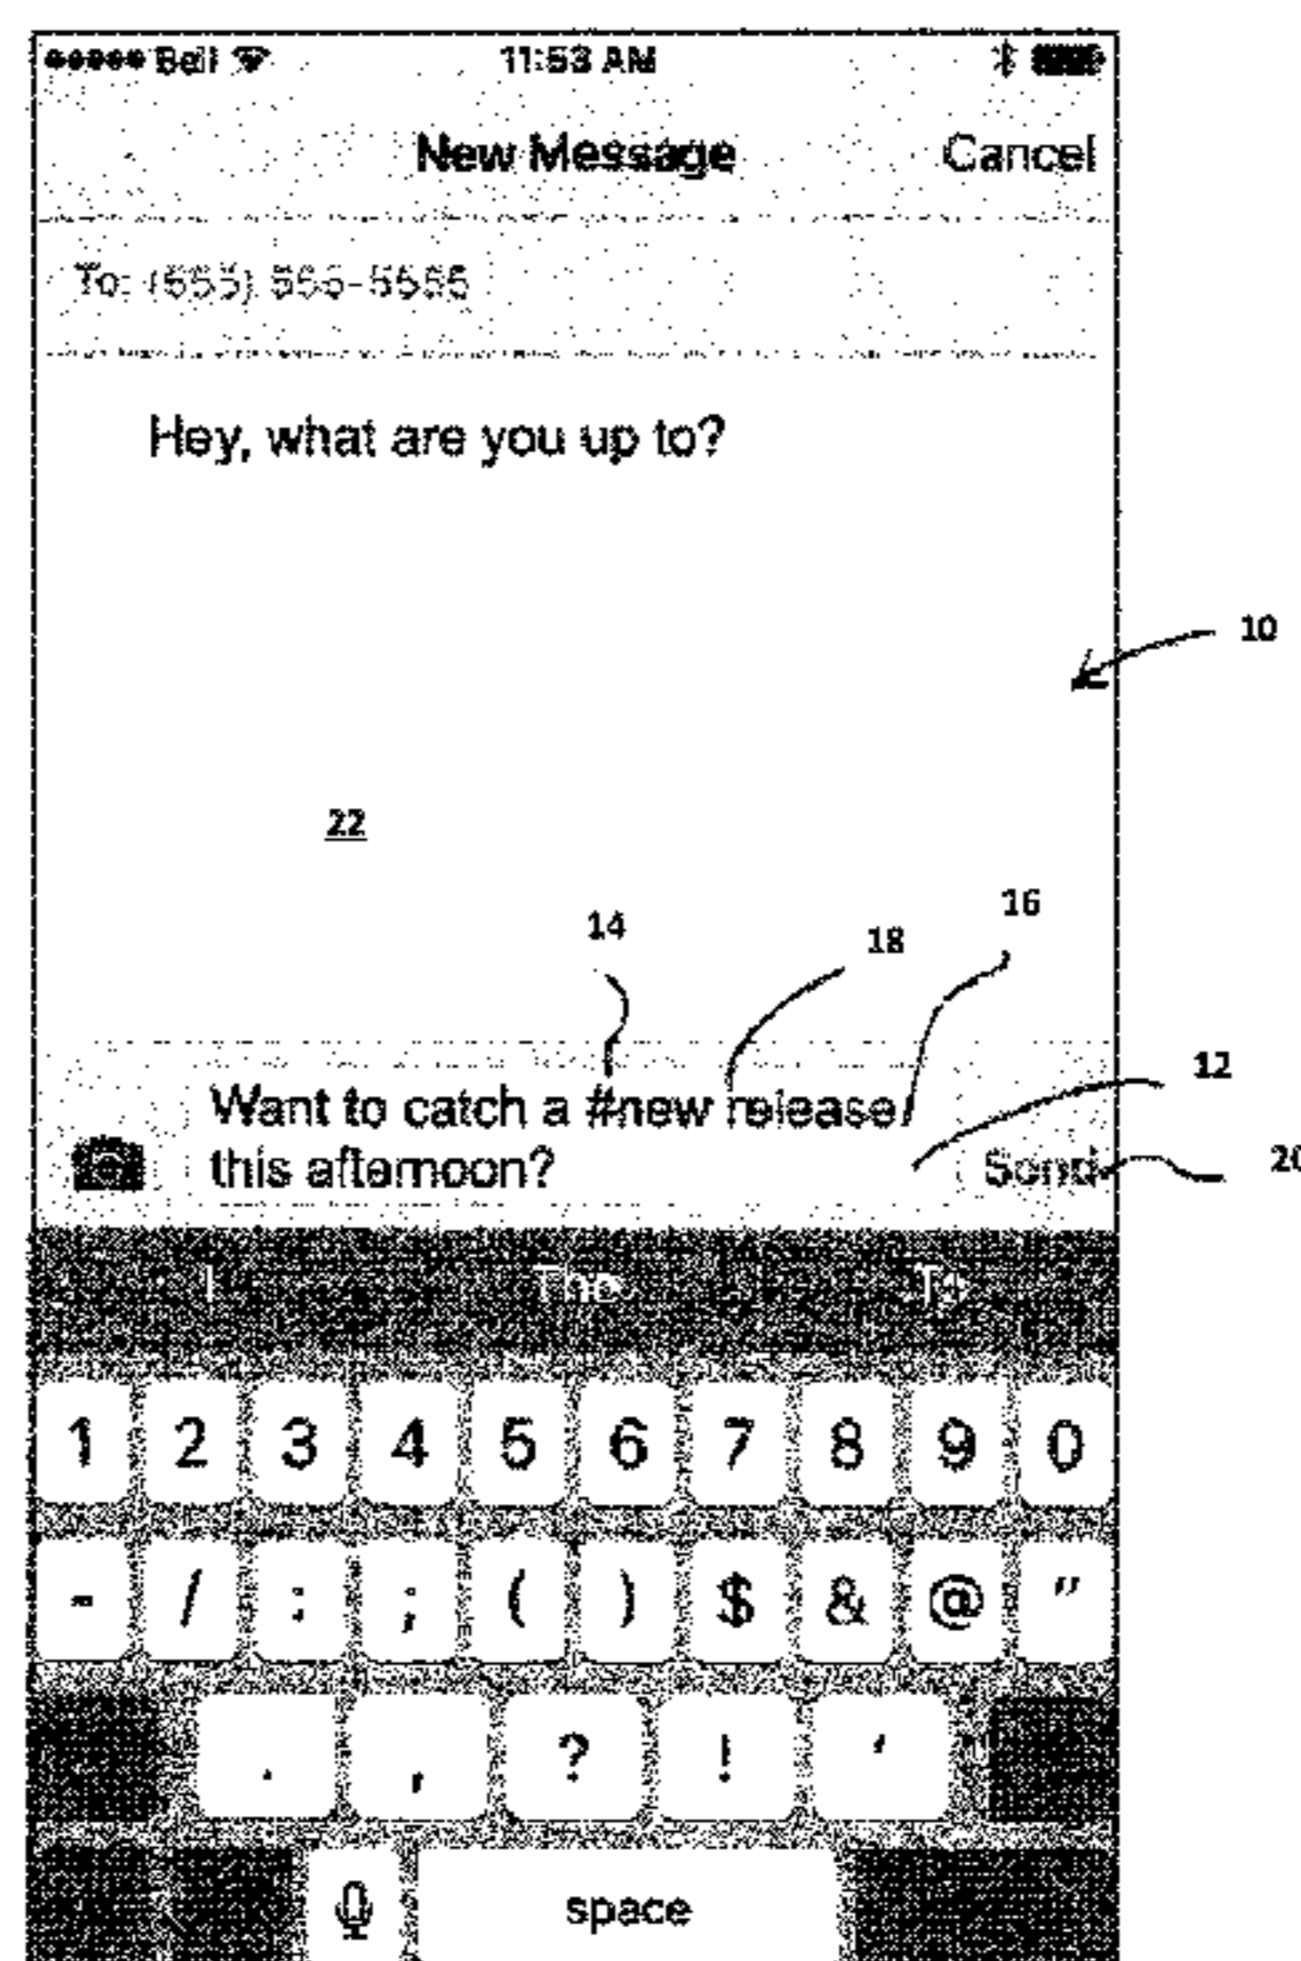 Bell 11:53 AM
New Message Cancel
To: (555) 555-5555
Hey, what are you up to?
10
22
14 18 16
12
Want to catch a #new release/
this afternoon? Send 20
I The To
1 2 3 4 5 6 7 8 9 0
- / : ; ( ) $ & @ "
. , ? ! '
space